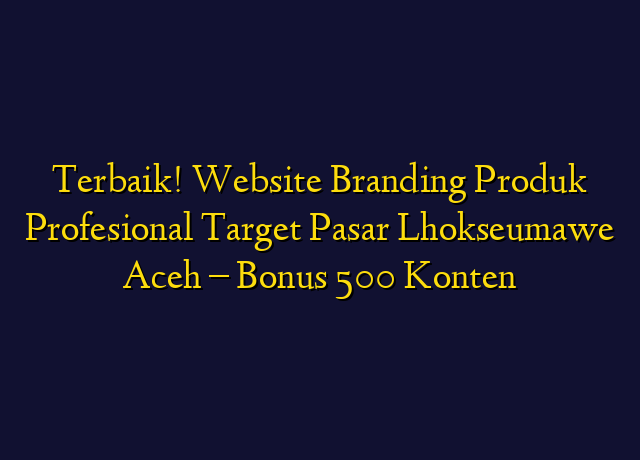 Terbaik! Website Branding Produk
Profesional Target Pasar Lhokseumawe
Aceh – Bonus 500 Konten